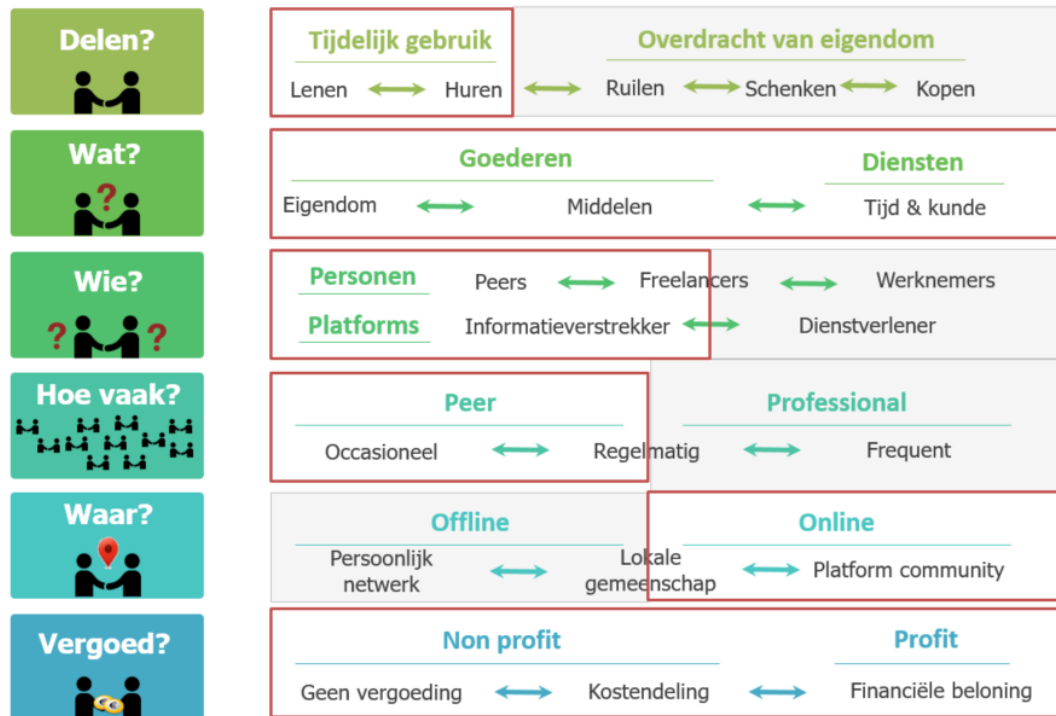 Delen?
Tijdelijk gebruik
Overdracht van eigendom
Lenen
Huren
Ruilen
Schenken
Kopen
Wat?
Goederen
Diensten
Eigendom
Middelen
Tijd & kunde
?
Wie?
Personen
Peers
Freelancers
Werknemers
Platforms
Informatieverstrekker
Dienstverlener
? ?
Hoe vaak?
Peer
Professional
Occasioneel
Regelmatig
Frequent
Waar?
Offline
Online
Persoonlijk
netwerk
Lokale
gemeenschap
Platform community
Vergoed?
Non profit
Profit
Geen vergoeding
Kostendeling
Financiële beloning